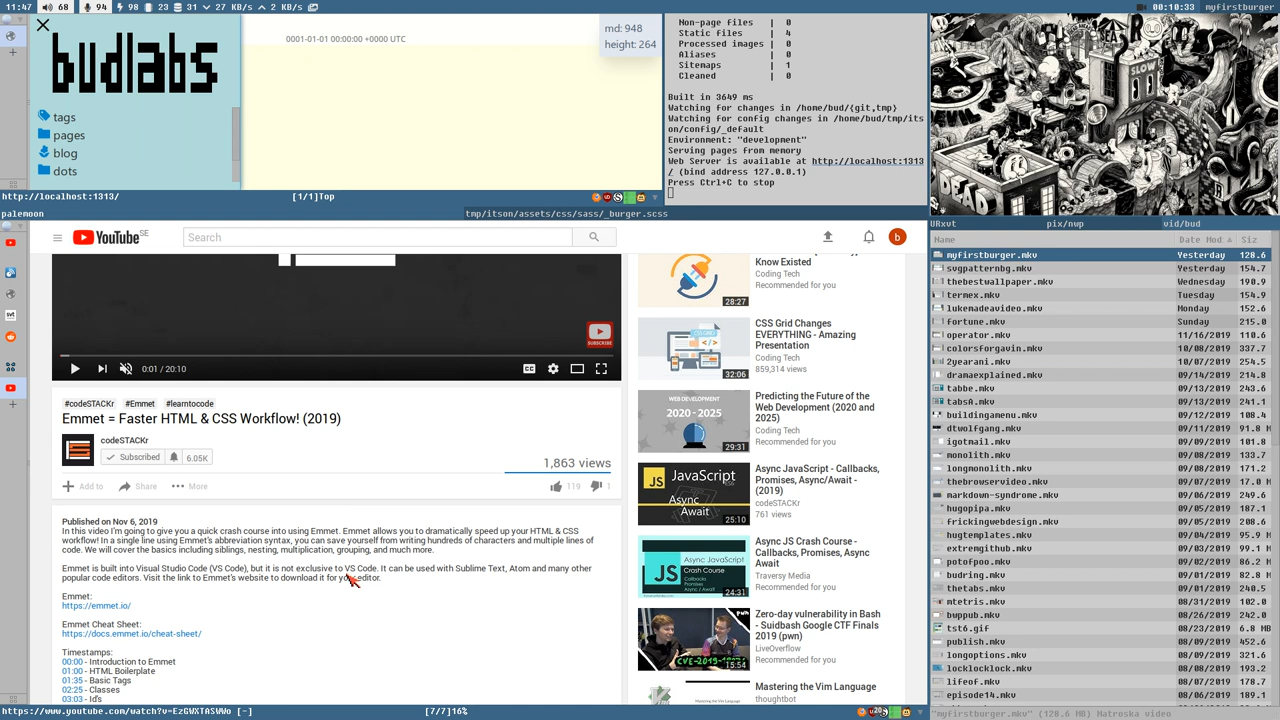 11:47 68 94 98 23 31 27 KB/s 2 KB/s 00:10:33 myfirstburger
budlabs
tags
pages
blog
dots
0001-01-01 00:00:00 +0000 UTC
md: 948
height: 264
http://localhost:1313/ [1/1]Top
palemoon tmp/itson/assets/css/sass/_burger.scss
Non-page files | 0
Static files | 4
Processed images | 0
Aliases | 0
Sitemaps | 1
Cleaned | 0
Built in 3649 ms
Watching for changes in /home/bud/{git,tmp}
Watching for config changes in /home/bud/tmp/its
on/config/_default
Environment: "development"
Serving pages from memory
Web Server is available at http://localhost:1313
/ (bind address 127.0.0.1)
Press Ctrl+C to stop
SLOW
DEAD
URxvt pix/nwp vid/bud
YouTube SE
Search
b
SUBSCRIBE
0:01 / 20:10
#codeSTACKr #Emmet #learntocode
Emmet = Faster HTML & CSS Workflow! (2019)
codeSTACKr
Subscribed 6.05K
1,863 views
Add to Share More 119 1
Published on Nov 6, 2019
In this video I'm going to give you a quick crash course into using Emmet. Emmet allows you to dramatically speed up your HTML & CSS
workflow! In a single line using Emmet's abbreviation syntax, you can save yourself from writing hundreds of characters and multiple lines of
code. We will cover the basics including siblings, nesting, multiplication, grouping, and much more.
Emmet is built into Visual Studio Code (VS Code), but it is not exclusive to VS Code. It can be used with Sublime Text, Atom and many other
popular code editors. Visit the link to Emmet's website to download it for your editor.
Emmet:
https://emmet.io/
Emmet Cheat Sheet:
https://docs.emmet.io/cheat-sheet/
Timestamps:
00:00 - Introduction to Emmet
01:00 - HTML Boilerplate
01:35 - Basic Tags
02:25 - Classes
03:03 - Id's
Know Existed
Coding Tech
Recommended for you
28:27
CSS Grid Changes
EVERYTHING - Amazing
Presentation
Coding Tech
859,314 views
32:06
WEB DEVELOPMENT
2020 - 2025
29:31
Predicting the Future of the
Web Development (2020 and
2025)
Coding Tech
Recommended for you
JavaScript ES6
Async
Await
25:10
Async JavaScript - Callbacks,
Promises, Async/Await -
(2019)
codeSTACKr
761 views
Async JavaScript
JS Crash Course
24:31
Async JS Crash Course -
Callbacks, Promises, Async
Await
Traversy Media
Recommended for you
15:54
Zero-day vulnerability in Bash
- Suidbash Google CTF Finals
2019 (pwn)
LiveOverflow
Recommended for you
Mastering the Vim Language
thoughtbot
https://www.youtube.com/watch?v=EzGWXTASWWo [-] [7/7]16%
Name Date Mod Siz
myfirstburger.mkv Yesterday 128.6
svgpatternbg.mkv Yesterday 154.7
thebestwallpaper.mkv Wednesday 190.9
termex.mkv Tuesday 154.9
lukemadeavideo.mkv Monday 152.6
fortune.mkv Sunday 215.0
operator.mkv 11/16/2019 110.6
colorsforgavin.mkv 10/08/2019 137.7
2parani.mkv 10/07/2019 254.5
dramaexplained.mkv 09/14/2019 214.8
tabbe.mkv 09/13/2019 243.6
tabsA.mkv 09/13/2019 241.1
buildingamenu.mkv 09/12/2019 108.4
dtwolfgang.mkv 09/11/2019 91.8 M
igotmail.mkv 09/09/2019 101.8
monolith.mkv 09/08/2019 133.7
longmonolith.mkv 09/08/2019 171.2
thebrowservideo.mkv 09/07/2019 17.0 M
markdown-syndrome.mkv 09/06/2019 249.6
hugopipa.mkv 09/06/2019 187.1
frickingwebdesign.mkv 09/05/2019 208.6
extremgithub.mkv 09/04/2019 95.9 M
potofpoo.mkv 09/02/2019 86.2 M
budring.mkv 09/01/2019 228.1
thetabs.mkv 09/01/2019 240.5
mtetris.mkv 08/31/2019 102.0
buppub.mkv 08/29/2019 32.4 M
tst6.gif 08/23/2019 6.8 M
publish.mkv 08/09/2019 452.6
longoptions.mkv 08/09/2019 321.6
locklocklock.mkv 08/08/2019 193.2
lifeof.mkv 08/07/2019 178.7
episode14.mkv 08/06/2019 189.1
"myfirstburger.mkv" (128.6 MB) Matroska video